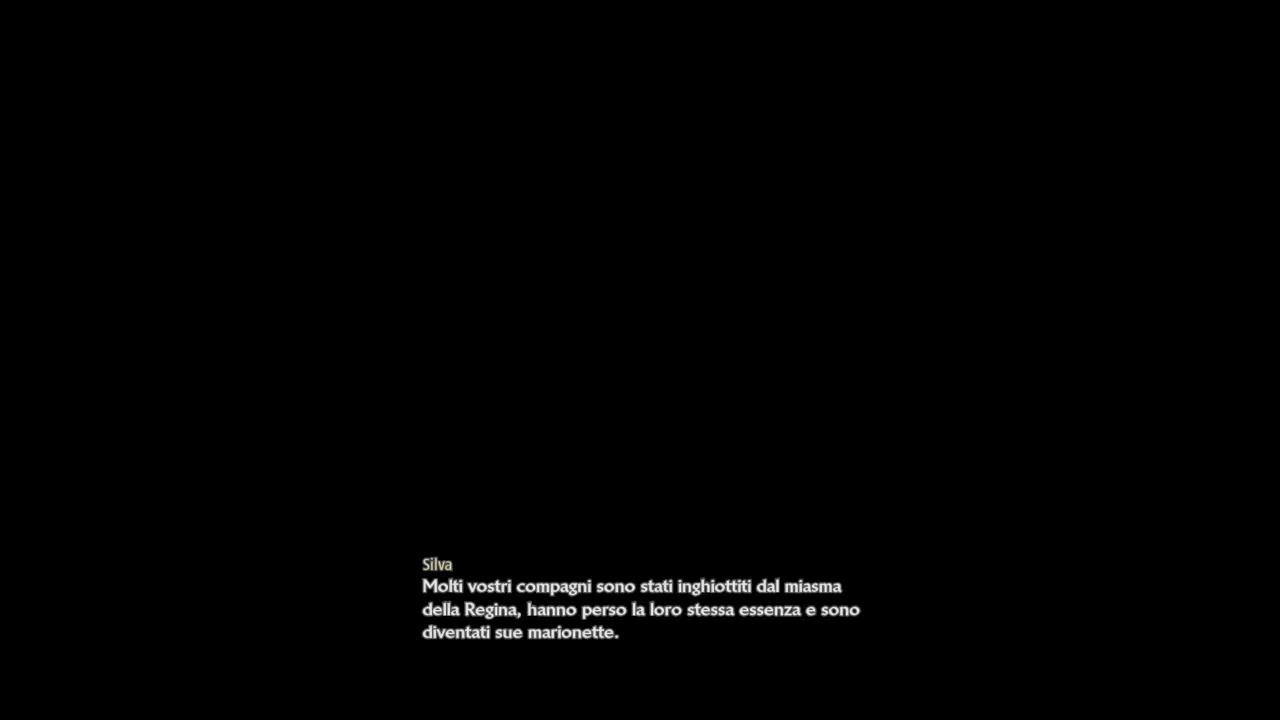 Silva
Molti vostri compagni sono stati inghiottiti dal miasma
della Regina, hanno perso la loro stessa essenza e sono
diventati sue marionette.